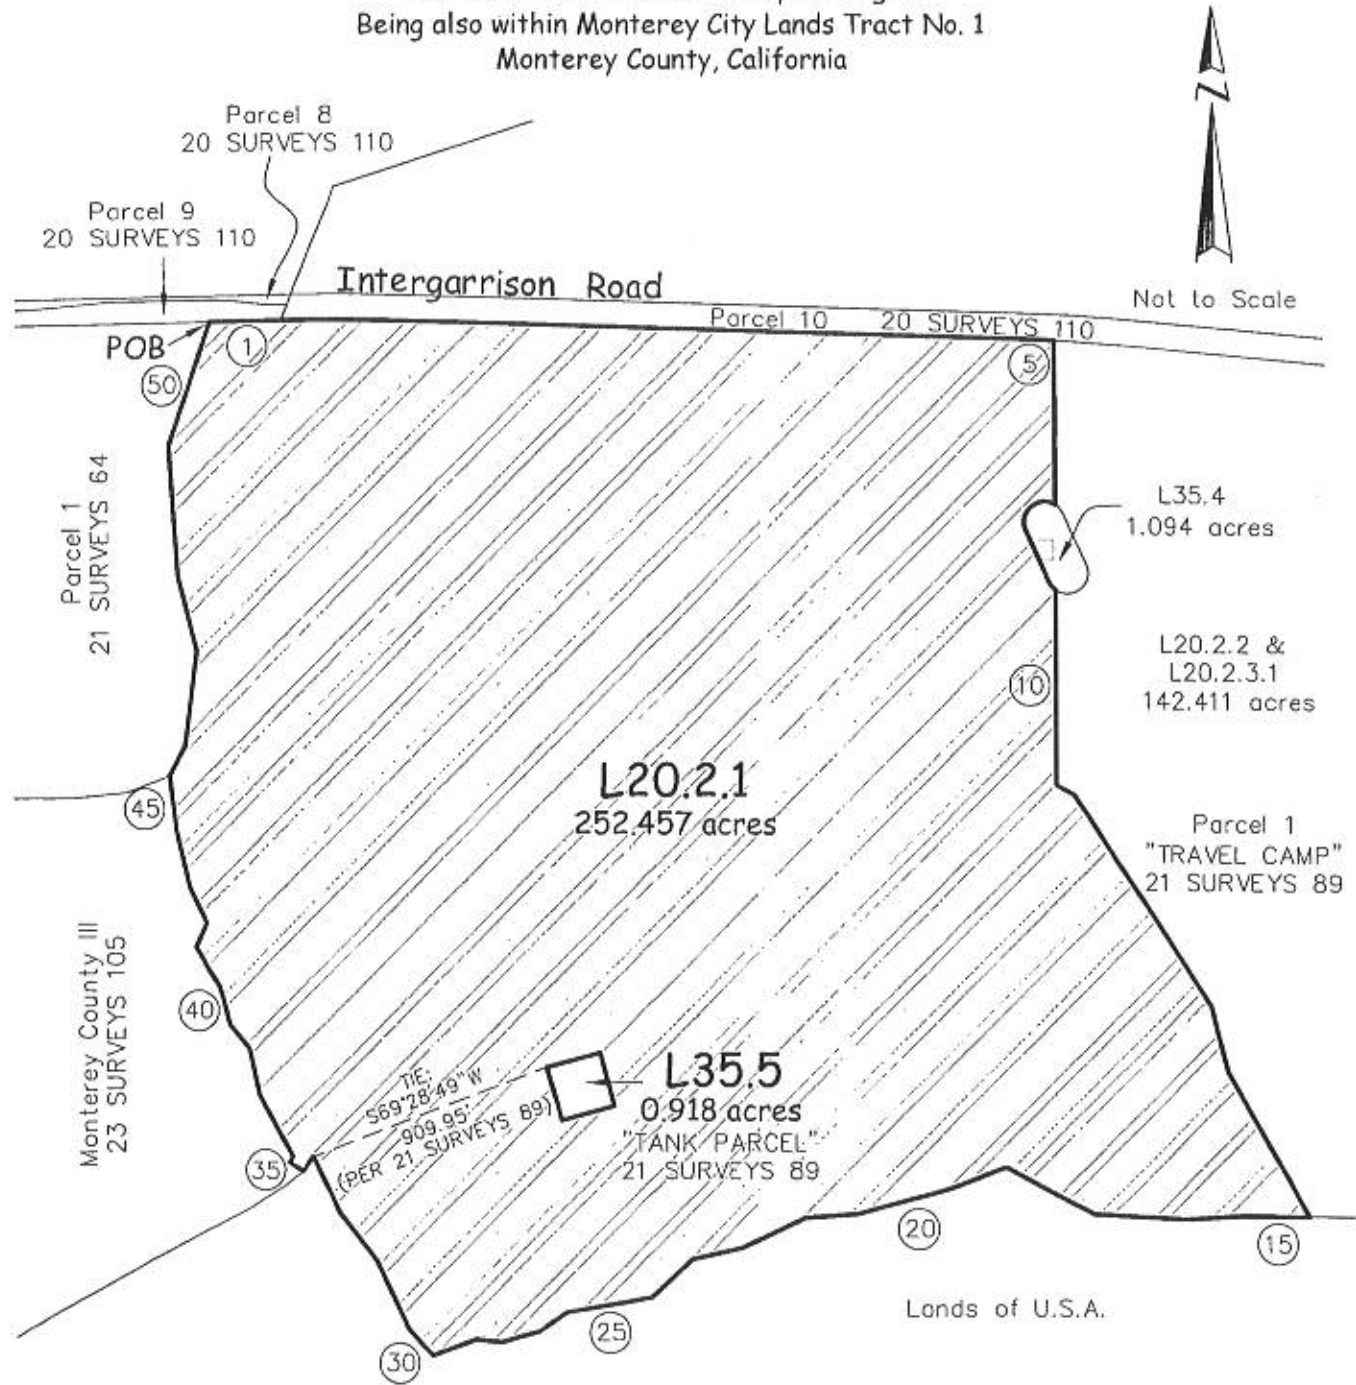 Being also within Monterey City Lands Tract No. 1
Monterey County, California
N
Not to Scale
Parcel 8
20 SURVEYS 110
Parcel 9
20 SURVEYS 110
Intergarrison Road
Parcel 10 20 SURVEYS 110
POB
1
5
50
Parcel 1
21 SURVEYS 64
L35.4
1.094 acres
L20.2.2 &
L20.2.3.1
142.411 acres
10
L20.2.1
252.457 acres
45
Parcel 1
"TRAVEL CAMP"
21 SURVEYS 89
Monterey County III
23 SURVEYS 105
40
TIE:
S69°28'49"W
909.95'
(PER 21 SURVEYS 89)
L35.5
0.918 acres
"TANK PARCEL"
21 SURVEYS 89
35
20
15
25
30
Lands of U.S.A.